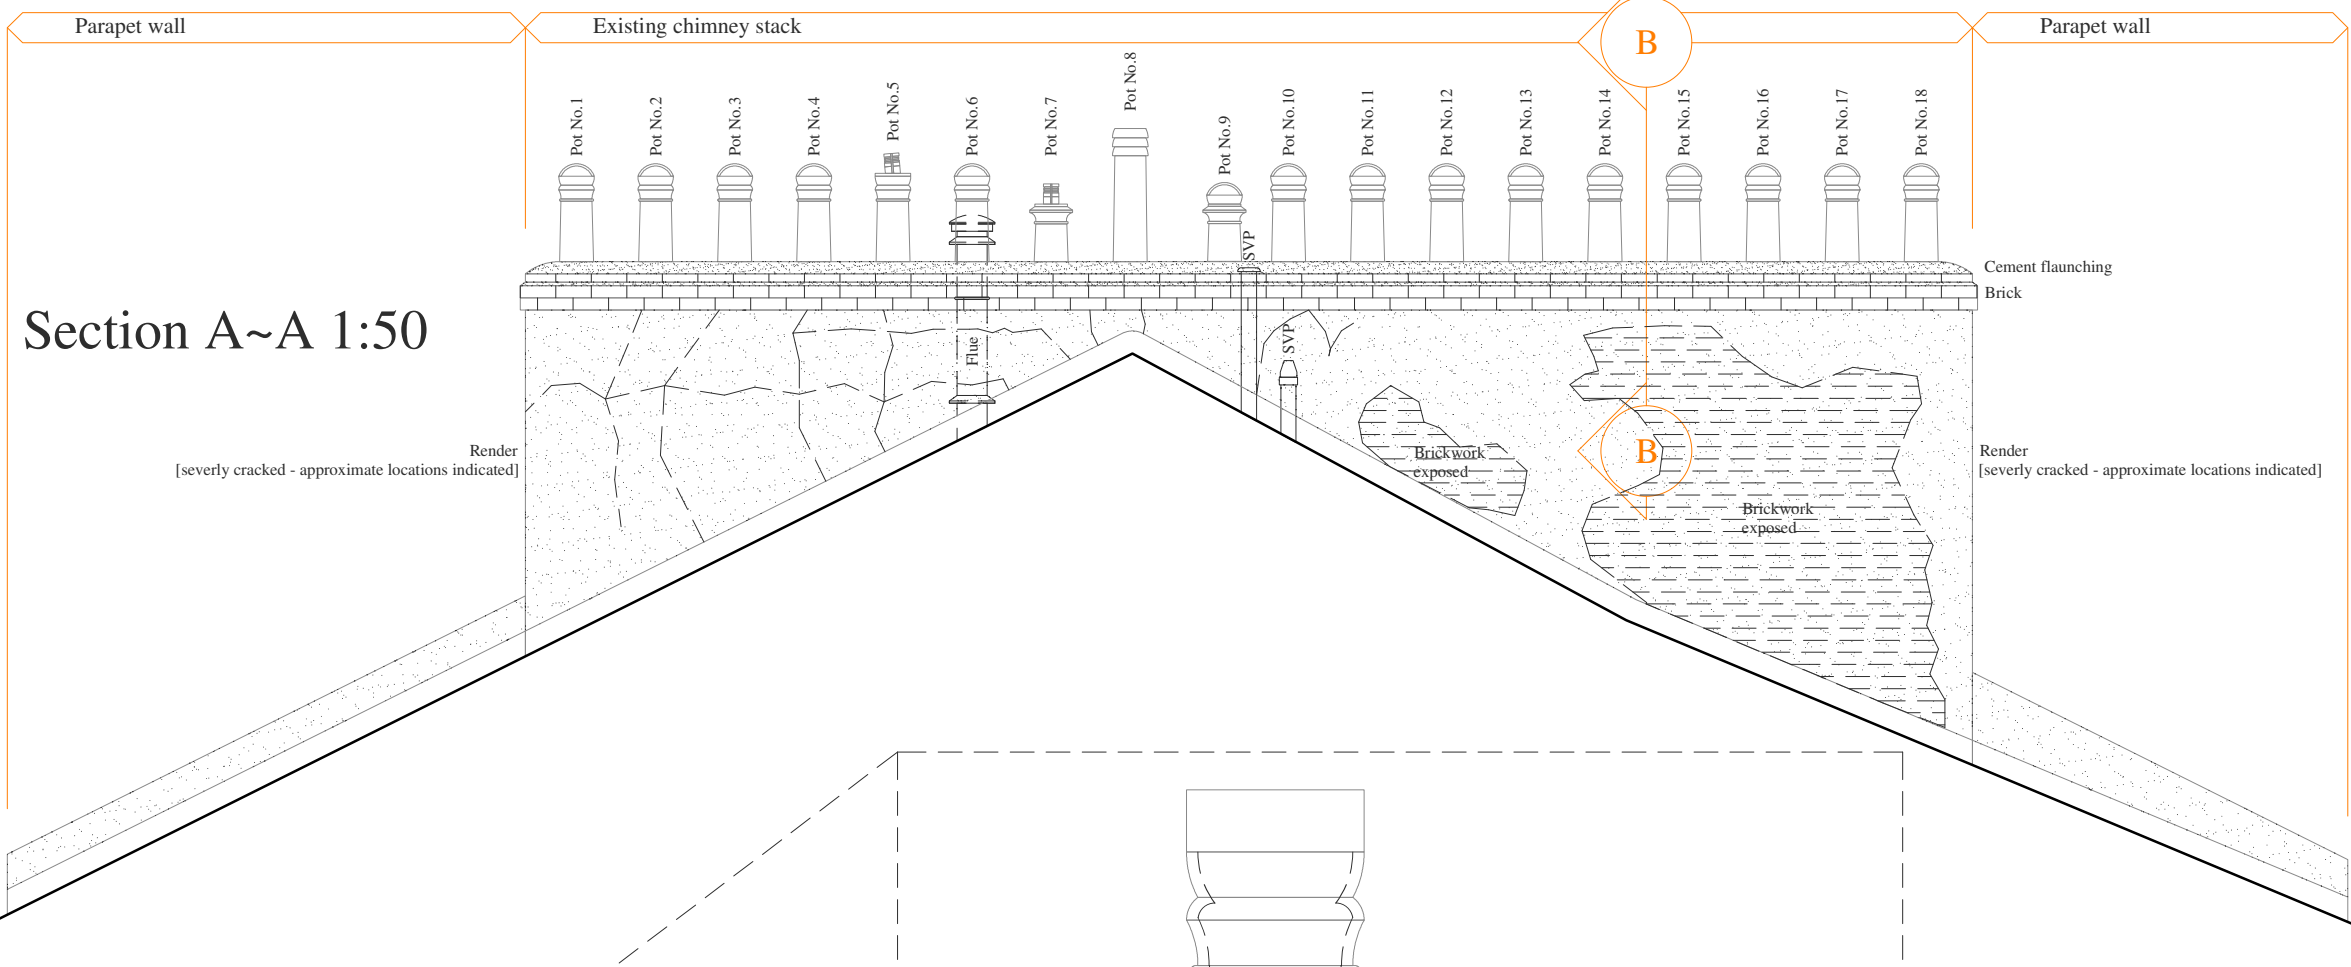 Parapet wall
Existing chimney stack
B
Parapet wall
Pot No.1
Pot No.2
Pot No.3
Pot No.4
Pot No.5
Pot No.6
Pot No.7
Pot No.8
Pot No.9
Pot No.10
Pot No.11
Pot No.12
Pot No.13
Pot No.14
Pot No.15
Pot No.16
Pot No.17
Pot No.18
SVP
Cement flaunching
Brick
Section A~A 1:50
Flue
SVP
Render
[severly cracked - approximate locations indicated]
Brickwork
exposed
B
Render
[severly cracked - approximate locations indicated]
Brickwork
exposed